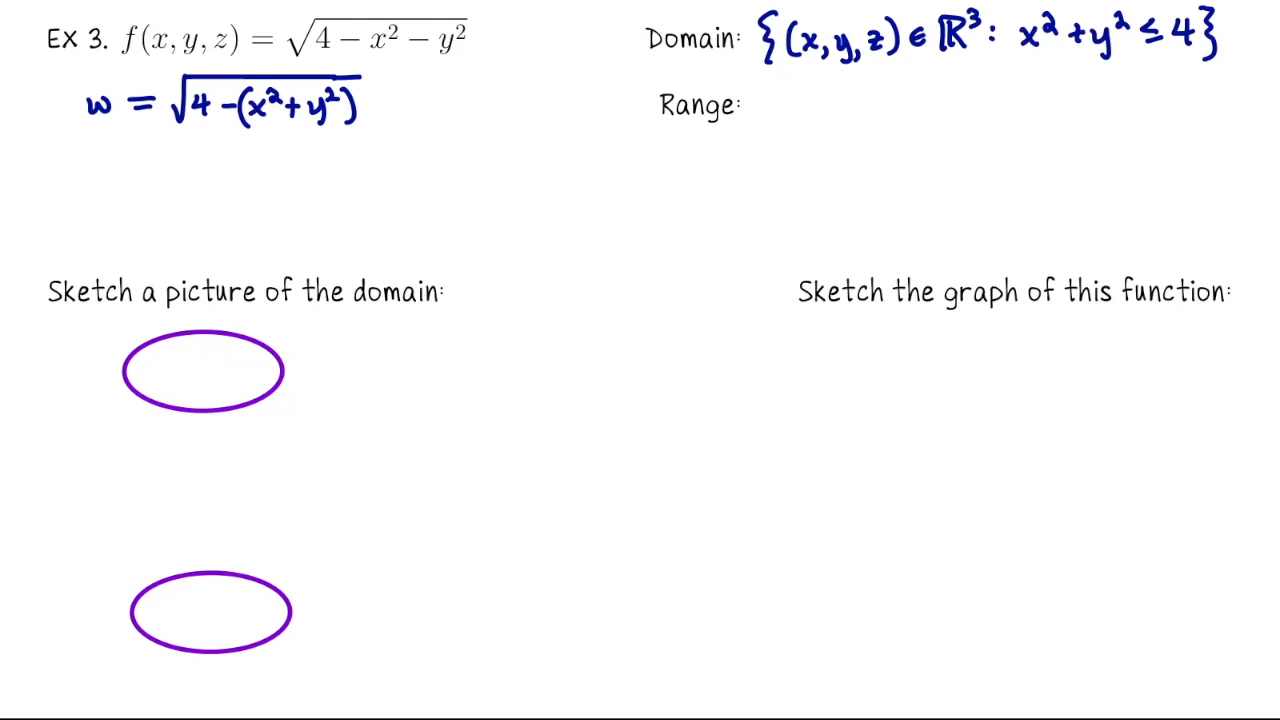 EX 3. f(x, y, z) = √(4 − x² − y²)
Domain: {(x, y, z) ∈ ℝ³ : x² + y² ≤ 4}
w = √(4 −(x² + y²))
Range:
Sketch a picture of the domain:
Sketch the graph of this function: